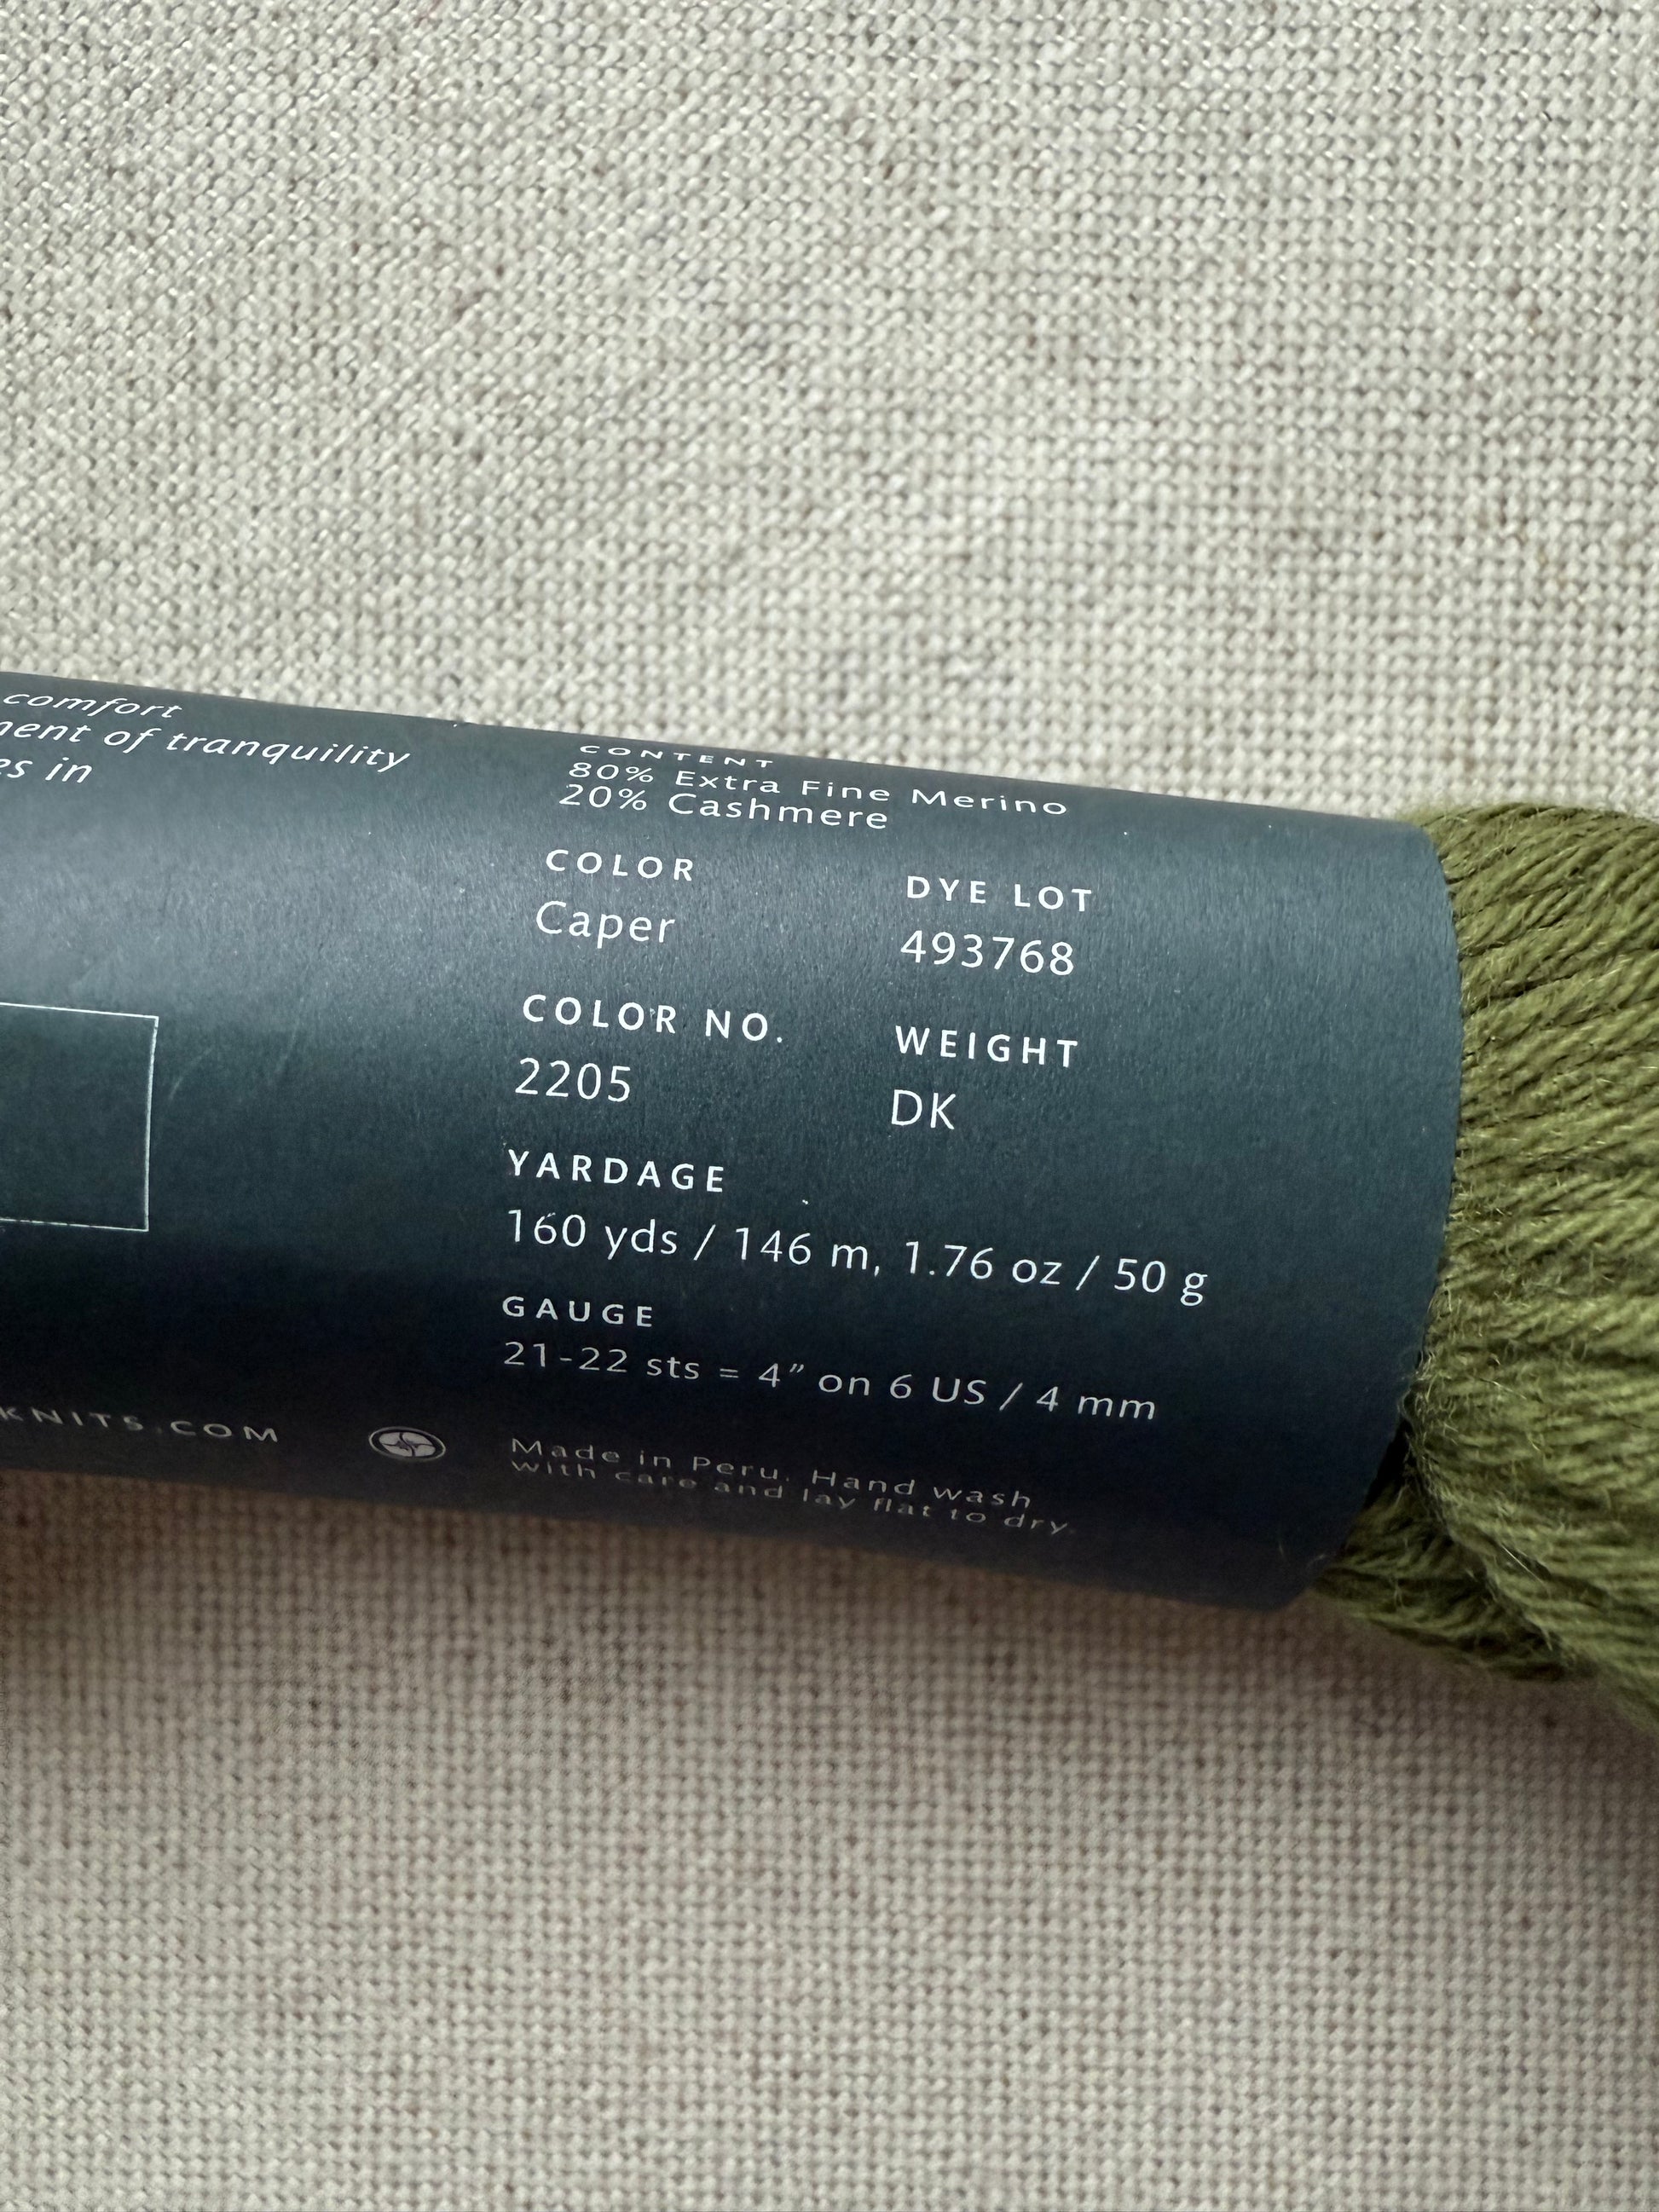 comfort
of tranquility
in
CONTENT
80% Extra Fine Merino
20% Cashmere
COLOR
Caper
DYE LOT
493768
COLOR NO.
2205
WEIGHT
DK
YARDAGE
160 yds / 146 m, 1.76 oz / 50 g
GAUGE
21-22 sts = 4” on 6 US / 4 mm
KNITS.COM
Made in Peru. Hand wash
with care and lay flat to dry.